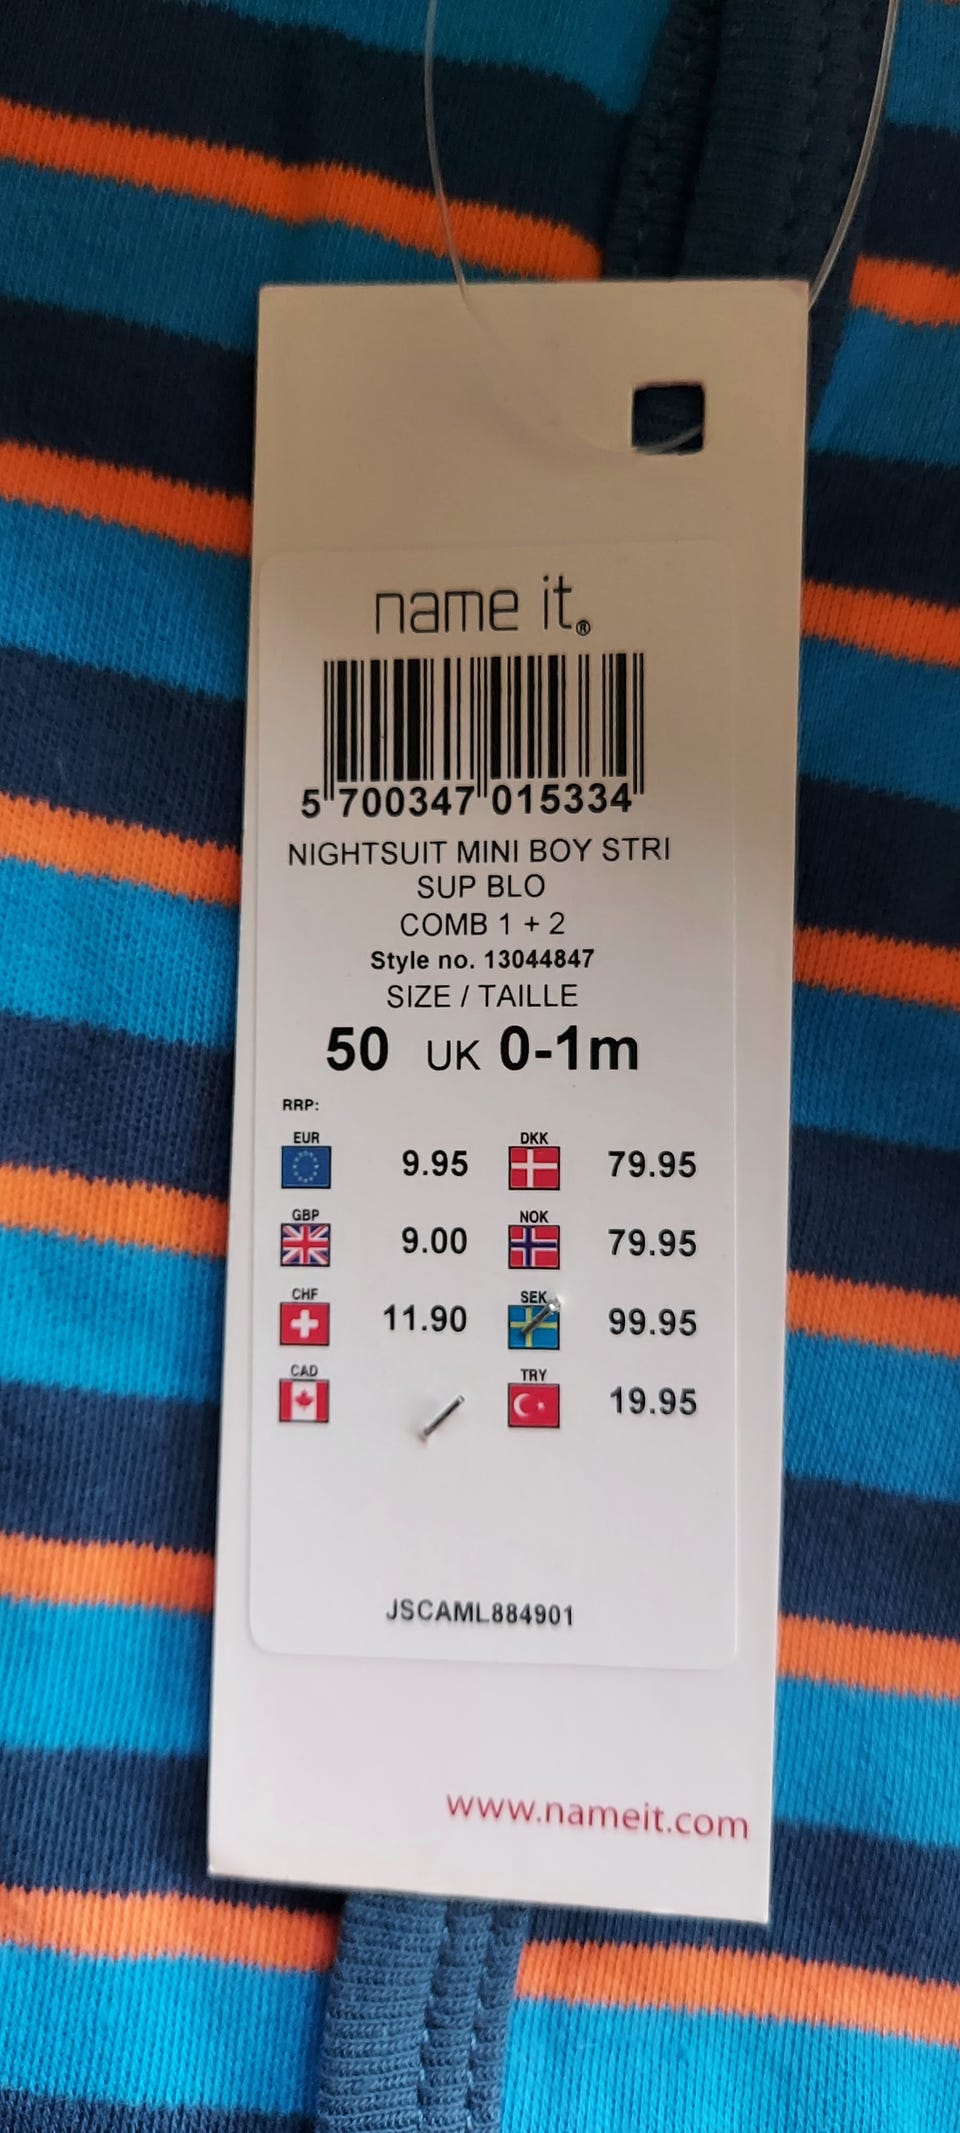 name it®
5 700347 015334
NIGHTSUIT MINI BOY STRI
SUP BLO
COMB 1 + 2
Style no. 13044847
SIZE / TAILLE
50 UK 0-1m
RRP:
EUR 9.95 DKK 79.95
GBP 9.00 NOK 79.95
CHF 11.90 SEK 99.95
CAD TRY 19.95
JSCAML884901
www.nameit.com